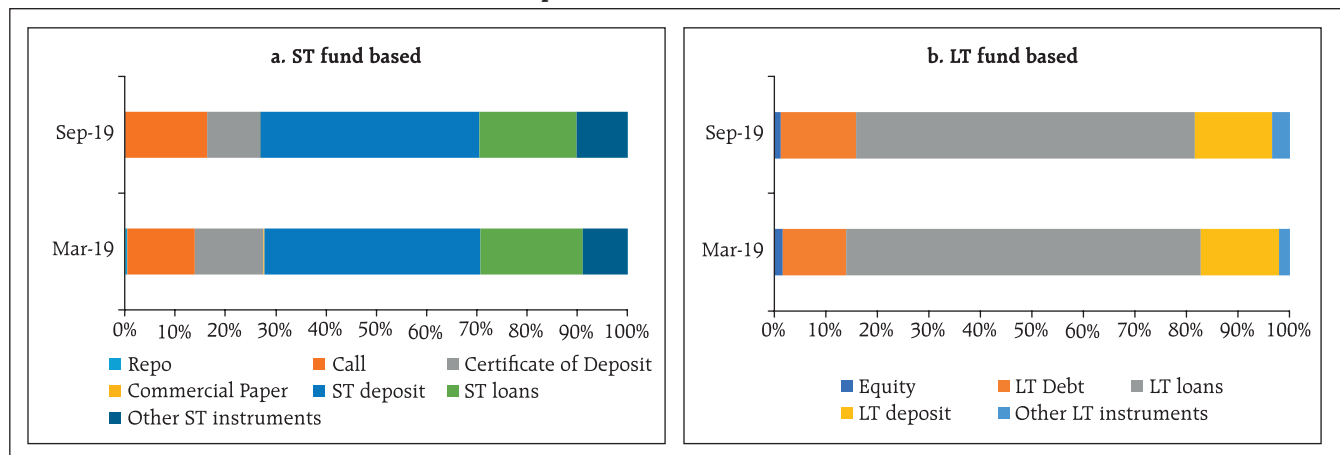 a. ST fund based
Sep-19
Mar-19
0% 10% 20% 30% 40% 50% 60% 70% 80% 90% 100%
Repo Call Certificate of Deposit
Commercial Paper ST deposit ST loans
Other ST instruments
b. LT fund based
Sep-19
Mar-19
0% 10% 20% 30% 40% 50% 60% 70% 80% 90% 100%
Equity LT Debt LT loans
LT deposit Other LT instruments